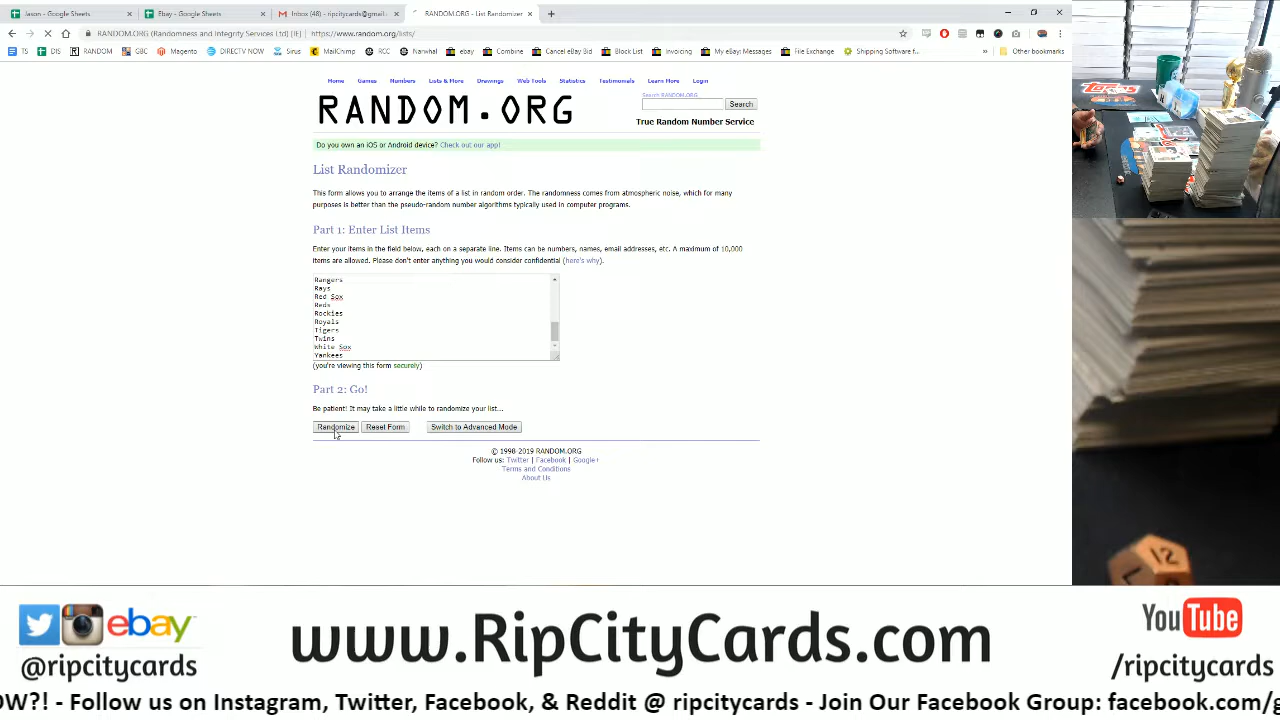 Jason - Google Sheets
Ebay - Google Sheets
Inbox (48) - ripcitycards@gmail
RANDOM.ORG - List Randomizer
RANDOM.ORG (Randomness and Integrity Services Ltd) [IE] | https://www.random.org
TS DIS RANDOM GBC Magento DIRECTV Sling MailChimp Narwhal Combine Cancel eBay Bid Block List Invoicing My eBay: Messages File Exchange Shipping Software f.. » Other bookmarks
Home Games Numbers Lists & More Drawings Web Tools Statistics Testimonials Learn More Login
RANDOM.ORG
Search RANDOM.ORG
Search
True Random Number Service
Do you own an iOS or Android device? Check out our app!
List Randomizer
This form allows you to arrange the items of a list in random order. The randomness comes from atmospheric noise, which for many
purposes is better than the pseudo-random number algorithms typically used in computer programs.
Part 1: Enter List Items
Enter your items in the field below, each on a separate line. Items can be numbers, names, email addresses, etc. A maximum of 10,000
items are allowed. Please don't enter anything you would consider confidential (here's why).
Rangers
Rays
Red Sox
Reds
Rockies
Royals
Tigers
Twins
White Sox
Yankees
(you're viewing this form securely)
Part 2: Go!
Be patient! It may take a little while to randomize your list...
Randomize Reset Form Switch to Advanced Mode
© 1998-2019 RANDOM.ORG
Follow us: Twitter | Facebook | Google+
Terms and Conditions
About Us
12
ebay
@ripcitycards
www.RipCityCards.com
You Tube
/ripcitycards
OW?! - Follow us on Instagram, Twitter, Facebook, & Reddit @ ripcitycards - Join Our Facebook Group: facebook.com/g